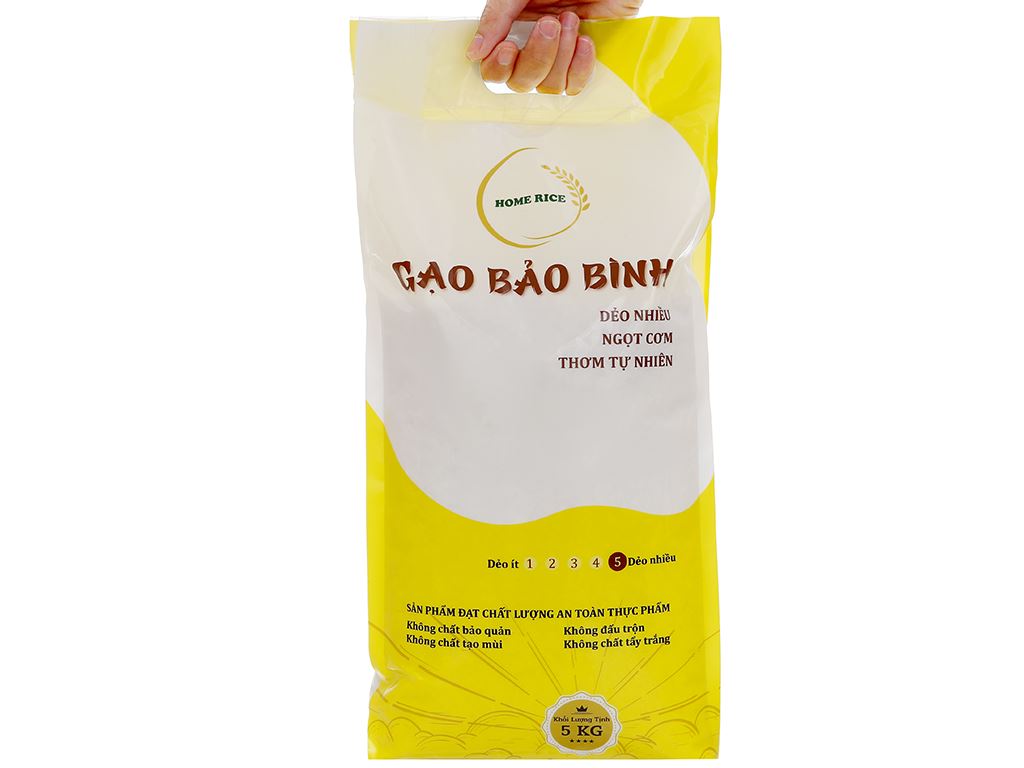 HOME RICE
GẠO BẢO BÌNH
DẺO NHIỀU
NGỌT CƠM
THƠM TỰ NHIÊN
Dẻo ít 1 2 3 4 5 Dẻo nhiều
SẢN PHẨM ĐẠT CHẤT LƯỢNG AN TOÀN THỰC PHẨM
Không chất bảo quản Không đấu trộn
Không chất tạo mùi Không chất tẩy trắng
Khối Lượng Tịnh
5 KG